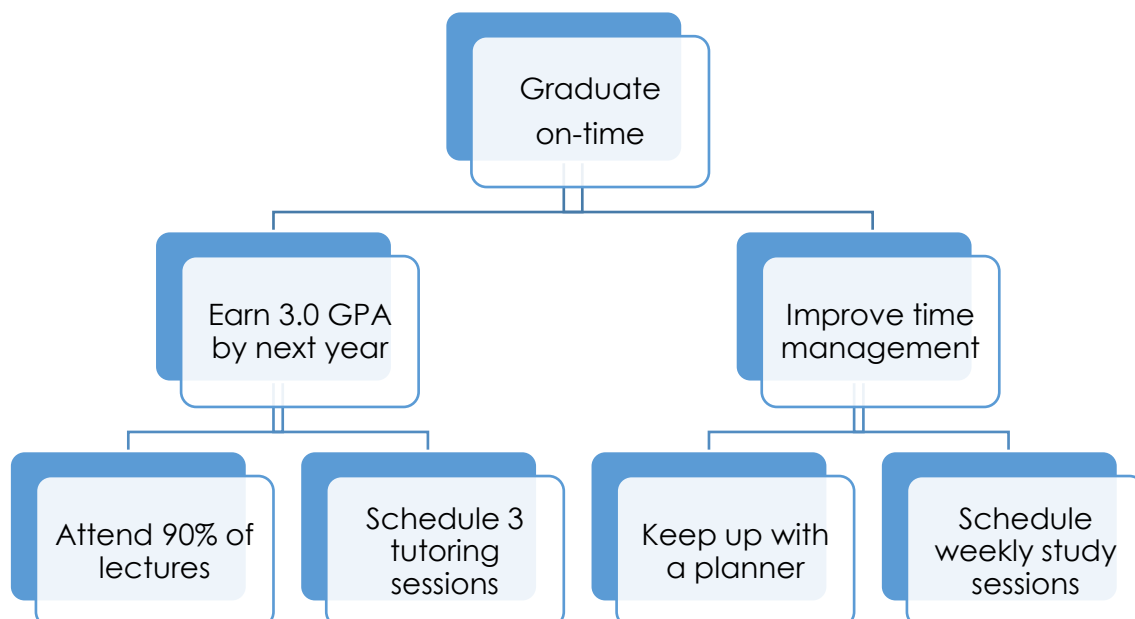 Graduate
on-time
Earn 3.0 GPA
by next year
Improve time
management
Attend 90% of
lectures
Schedule 3
tutoring
sessions
Keep up with
a planner
Schedule
weekly study
sessions